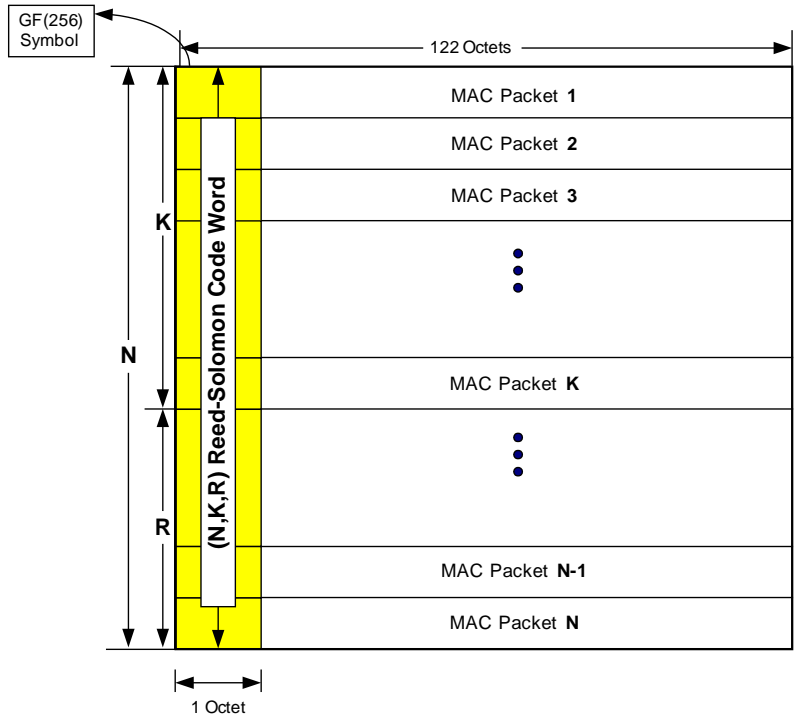 GF(256)
Symbol
122 Octets
MAC Packet 1
MAC Packet 2
MAC Packet 3
K
(N,K,R) Reed-Solomon Code Word
N
MAC Packet K
R
MAC Packet N-1
MAC Packet N
1 Octet